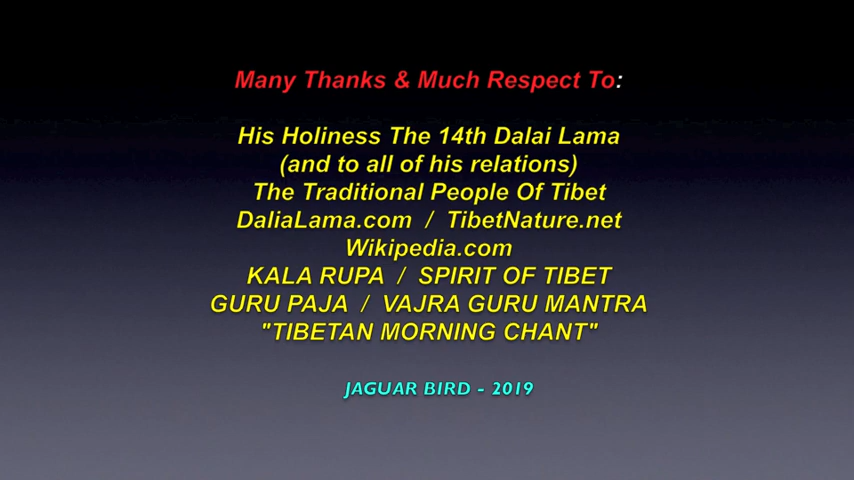 Many Thanks & Much Respect To:
His Holiness The 14th Dalai Lama
(and to all of his relations)
The Traditional People Of Tibet
DaliaLama.com / TibetNature.net
Wikipedia.com
KALA RUPA / SPIRIT OF TIBET
GURU PAJA / VAJRA GURU MANTRA
"TIBETAN MORNING CHANT"
JAGUAR BIRD - 2019